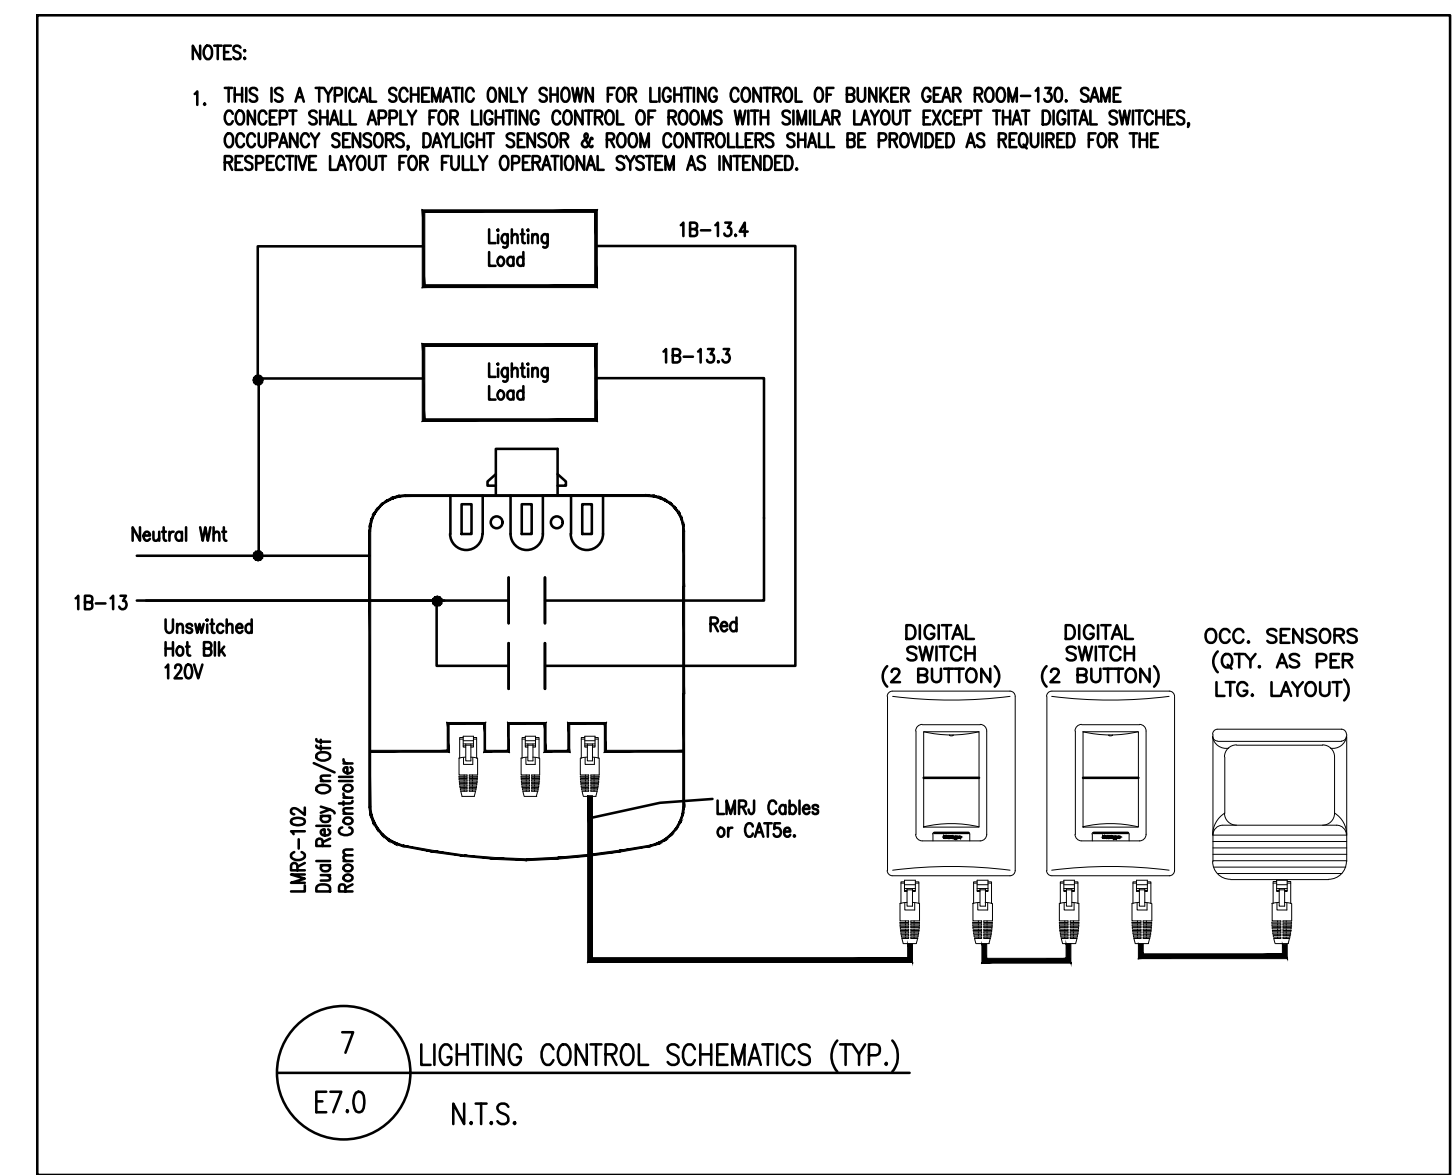 NOTES:
1. THIS IS A TYPICAL SCHEMATIC ONLY SHOWN FOR LIGHTING CONTROL OF BUNKER GEAR ROOM-130. SAME
CONCEPT SHALL APPLY FOR LIGHTING CONTROL OF ROOMS WITH SIMILAR LAYOUT EXCEPT THAT DIGITAL SWITCHES,
OCCUPANCY SENSORS, DAYLIGHT SENSOR & ROOM CONTROLLERS SHALL BE PROVIDED AS REQUIRED FOR THE
RESPECTIVE LAYOUT FOR FULLY OPERATIONAL SYSTEM AS INTENDED.
Lighting
Load
1B-13.4
Lighting
Load
1B-13.3
Neutral Wht
1B-13
Unswitched
Hot Blk
120V
Red
LMRC-102
Dual Relay On/Off
Room Controller
LMRJ Cables
or CAT5e.
DIGITAL
SWITCH
(2 BUTTON)
DIGITAL
SWITCH
(2 BUTTON)
OCC. SENSORS
(QTY. AS PER
LTG. LAYOUT)
7
E7.0
LIGHTING CONTROL SCHEMATICS (TYP.)
N.T.S.